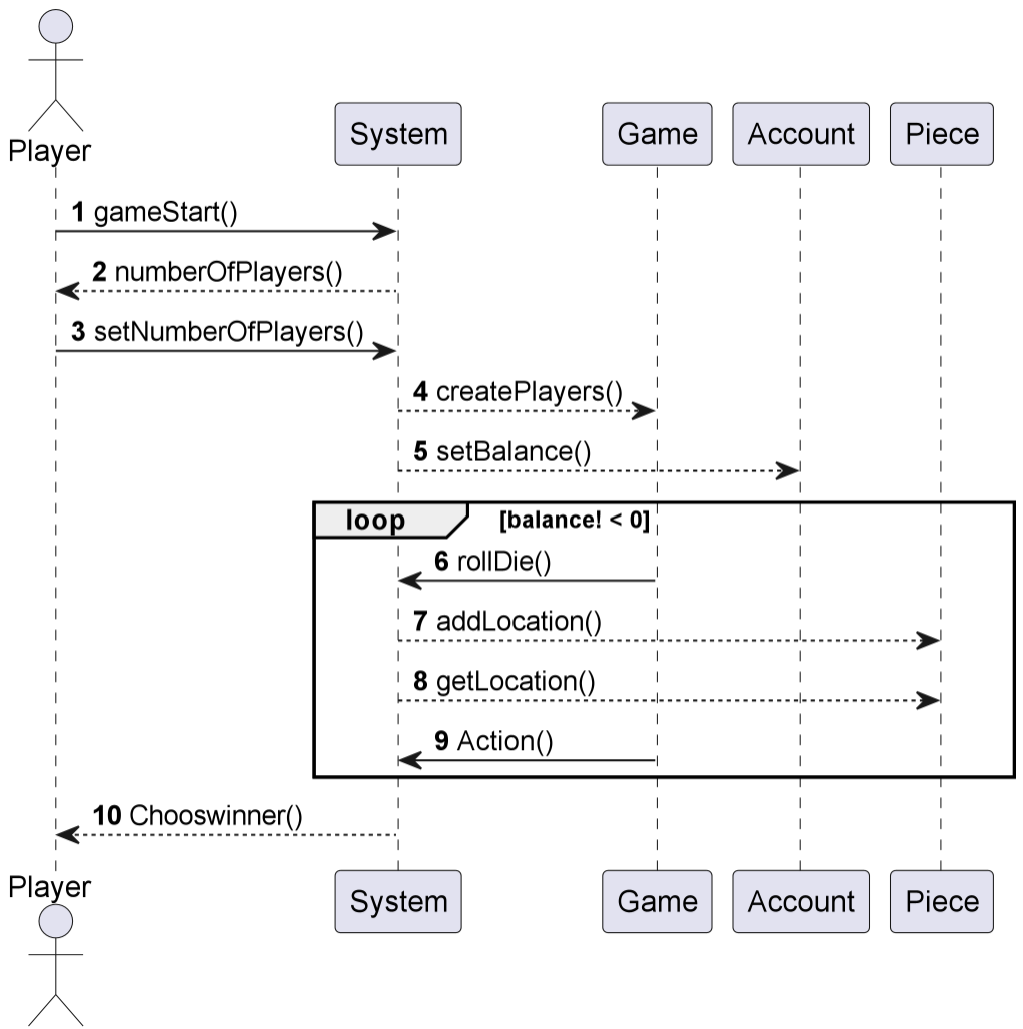 Player
System
Game
Account
Piece
1 gameStart()
2 numberOfPlayers()
3 setNumberOfPlayers()
4 createPlayers()
5 setBalance()
loop [balance! < 0]
6 rollDie()
7 addLocation()
8 getLocation()
9 Action()
10 Chooswinner()
Player
System
Game
Account
Piece